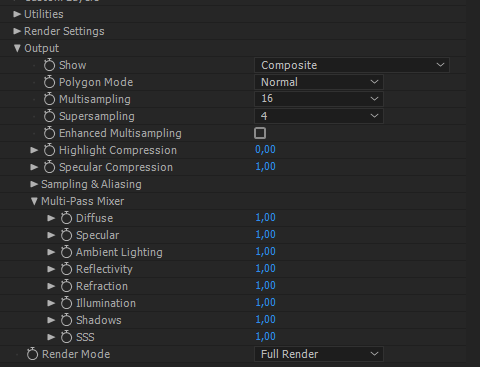 Utilities
Render Settings
Output
Show Composite
Polygon Mode Normal
Multisampling 16
Supersampling 4
Enhanced Multisampling
Highlight Compression 0,00
Specular Compression 1,00
Sampling & Aliasing
Multi-Pass Mixer
Diffuse 1,00
Specular 1,00
Ambient Lighting 1,00
Reflectivity 1,00
Refraction 1,00
Illumination 1,00
Shadows 1,00
SSS 1,00
Render Mode Full Render